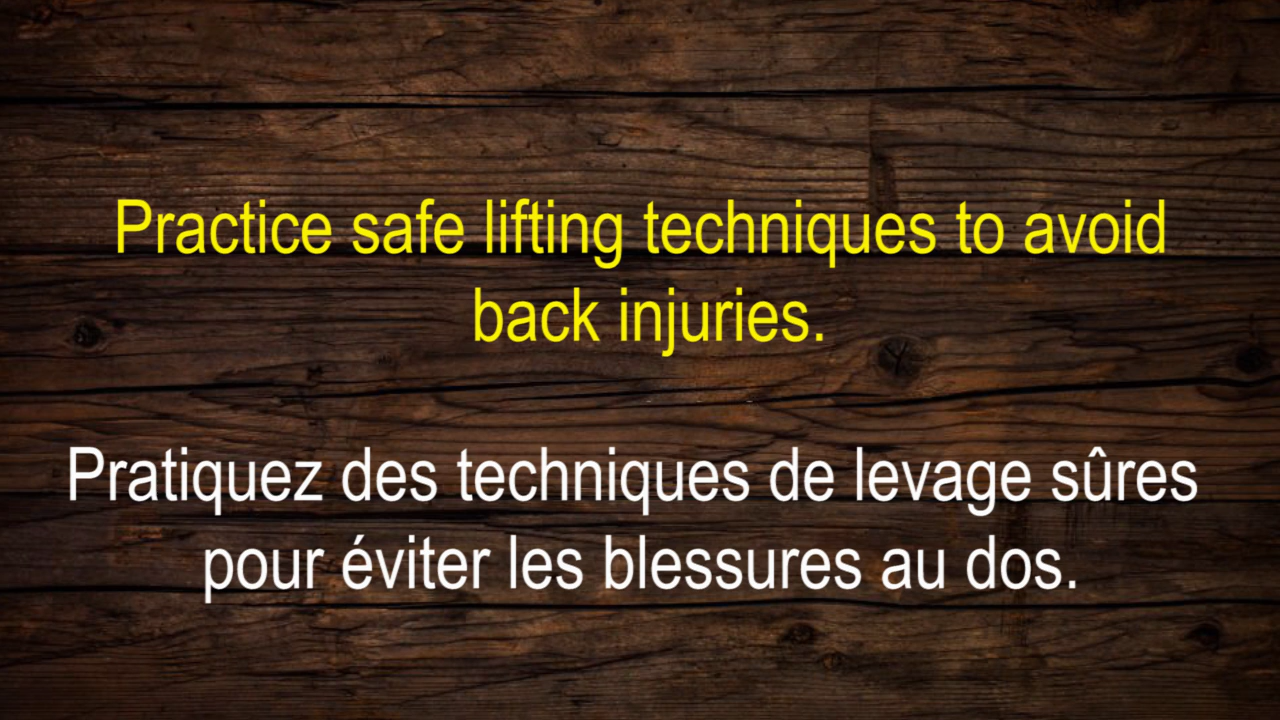 Practice safe lifting techniques to avoid
back injuries.
Pratiquez des techniques de levage sûres
pour éviter les blessures au dos.